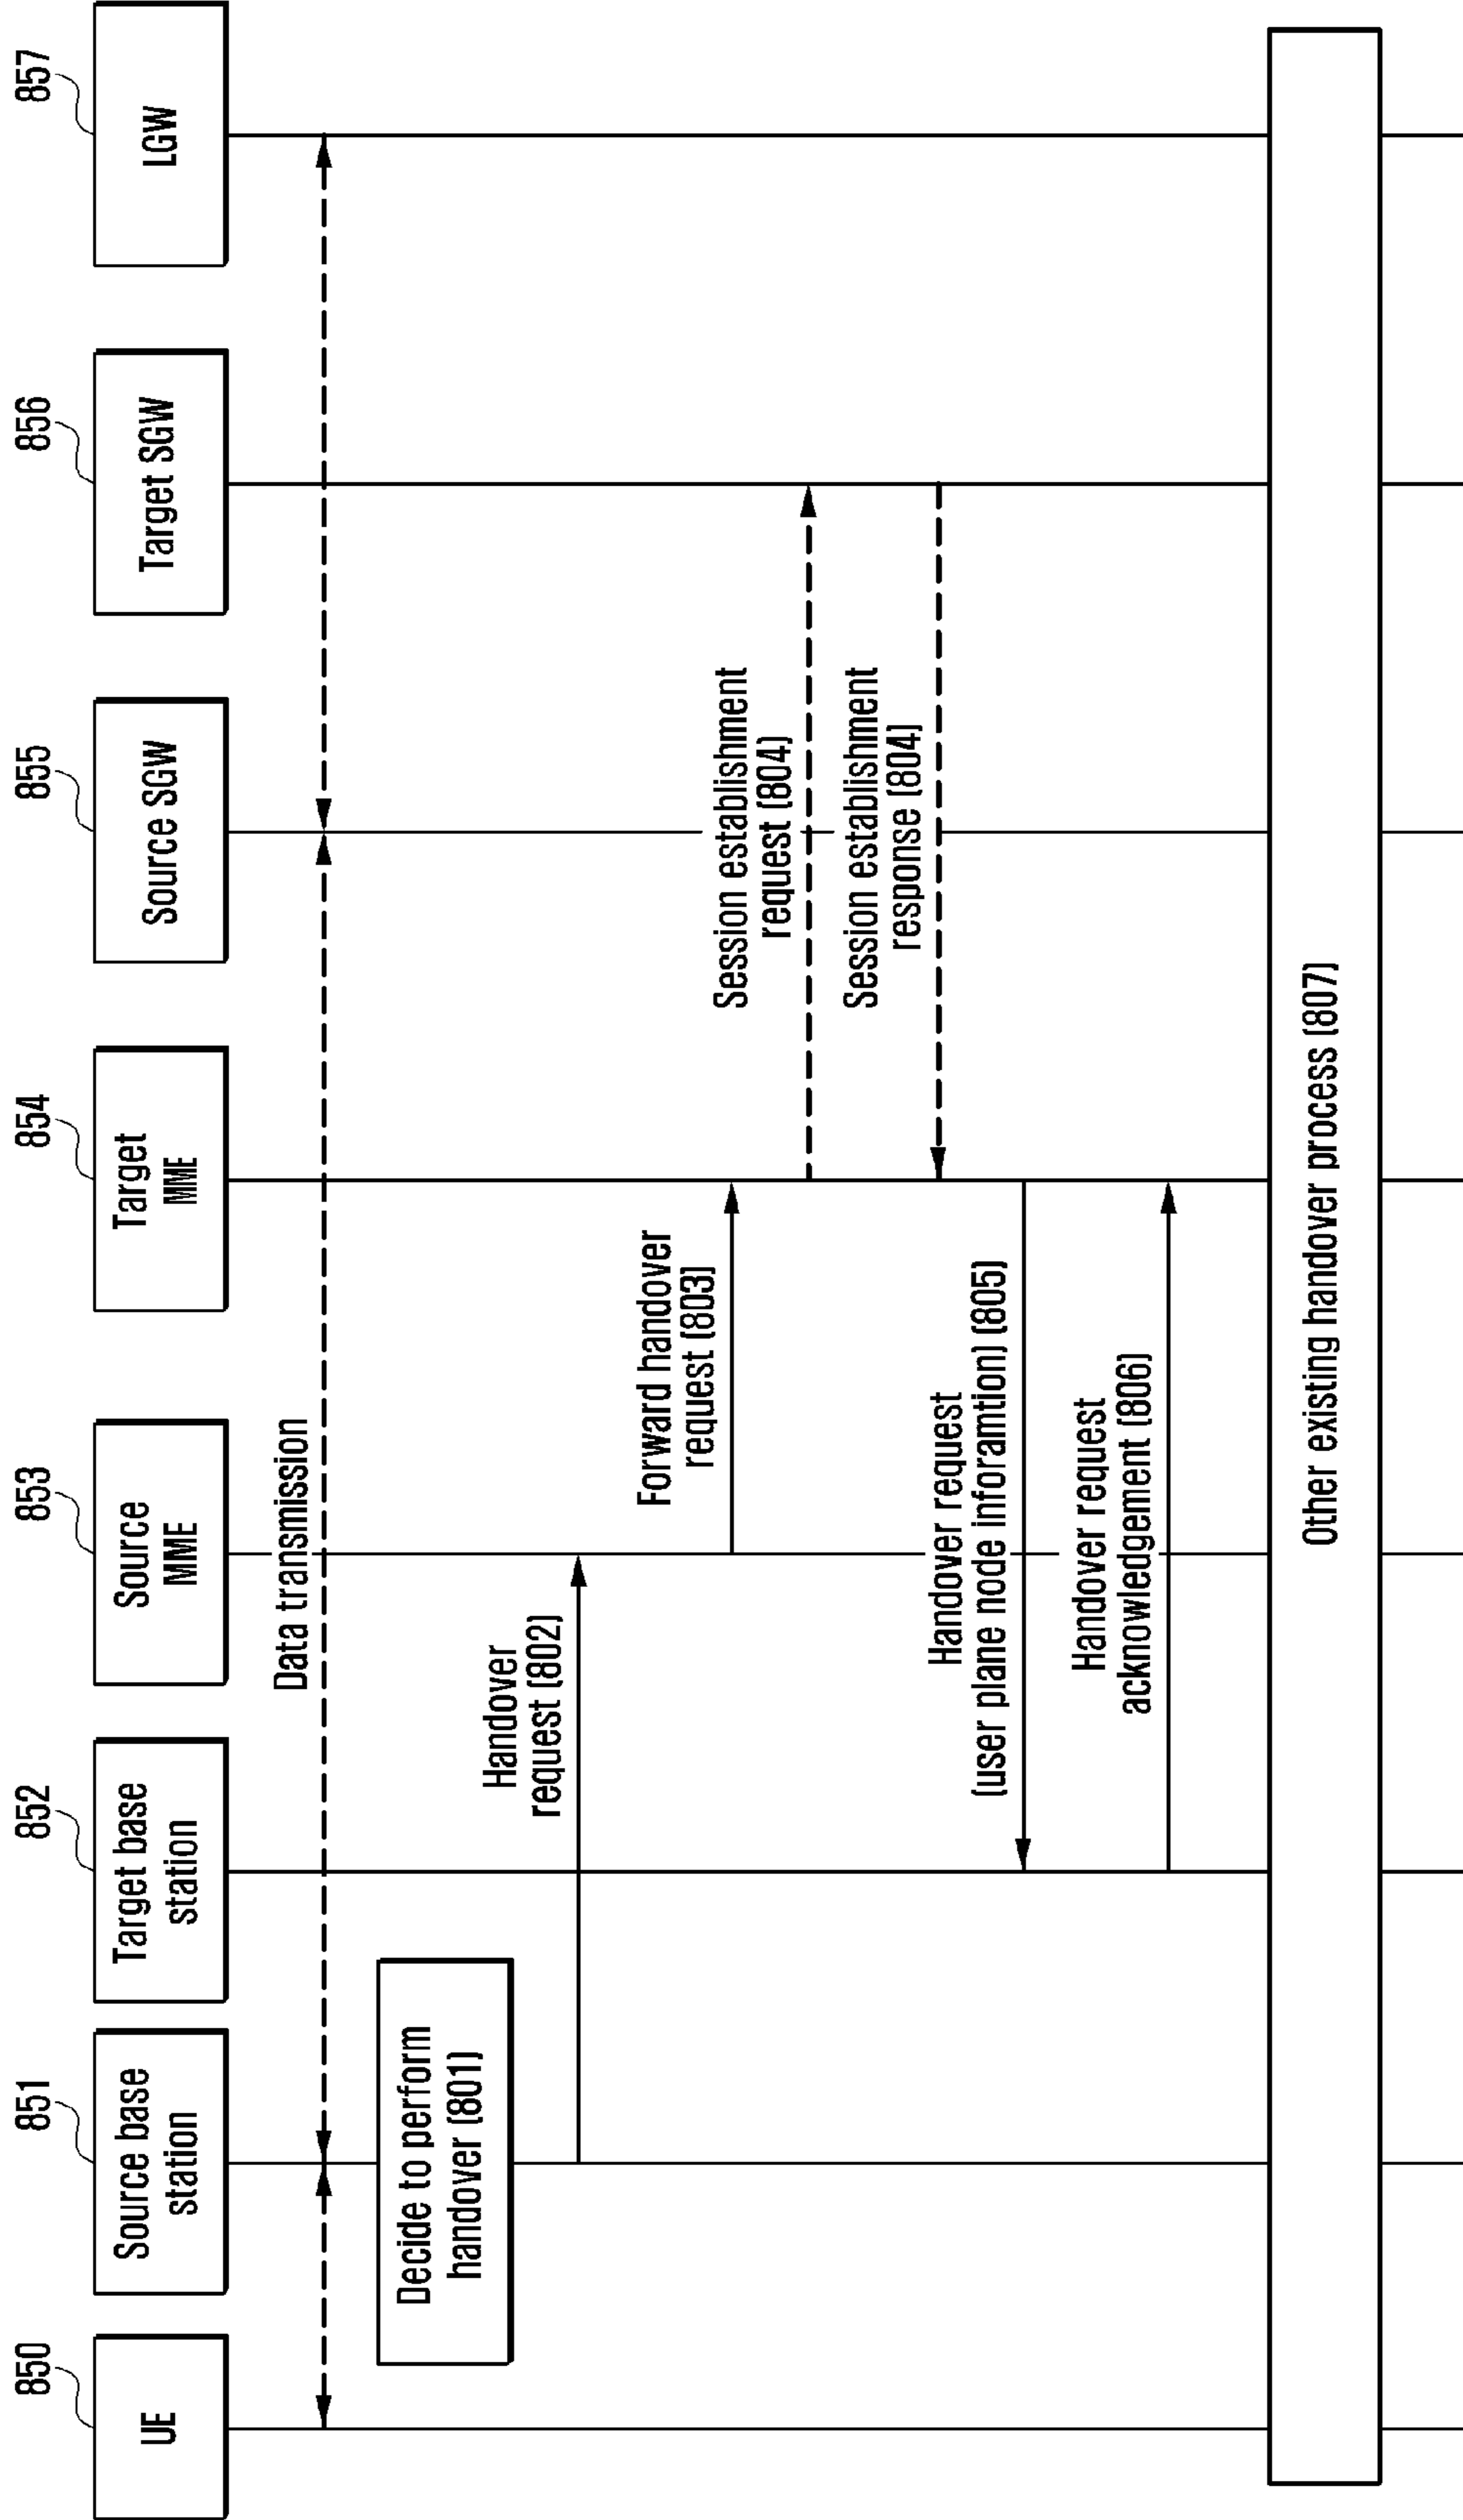 850
851
852
853
854
855
856
857
UE
Source base
station
Target base
station
Source
MME
Target
MME
Source SGW
Target SGW
LGW
Data transmission
Decide to perform
handover (801)
Handover
request (802)
Forward handover
request (803)
Session establishment
request (804)
Session establishment
response (804)
Handover request
(user plane node inforamtion) (805)
Handover request
acknowledgement (806)
Other existing handover process (807)